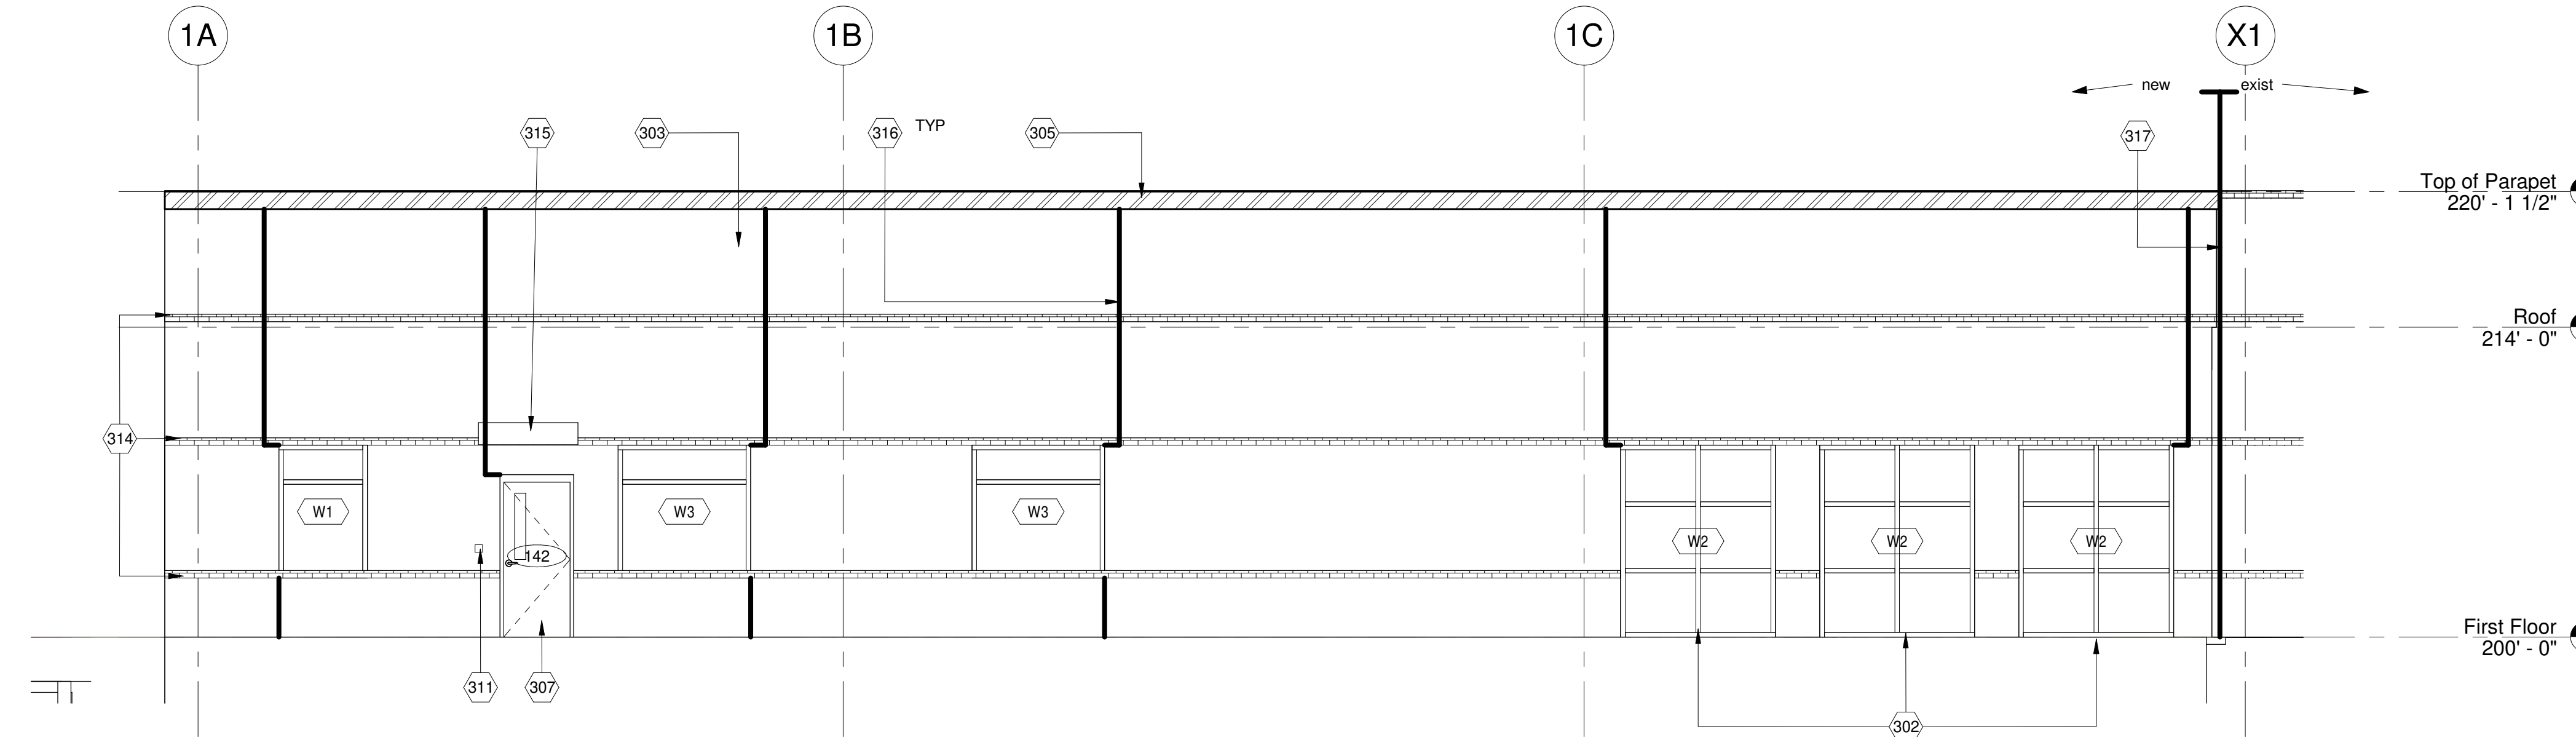 1A
1B
1C
X1
new
exist
315
303
316
TYP
305
317
Top of Parapet
220' - 1 1/2"
Roof
214' - 0"
314
W1
W3
W3
W2
W2
W2
142
First Floor
200' - 0"
311
307
302